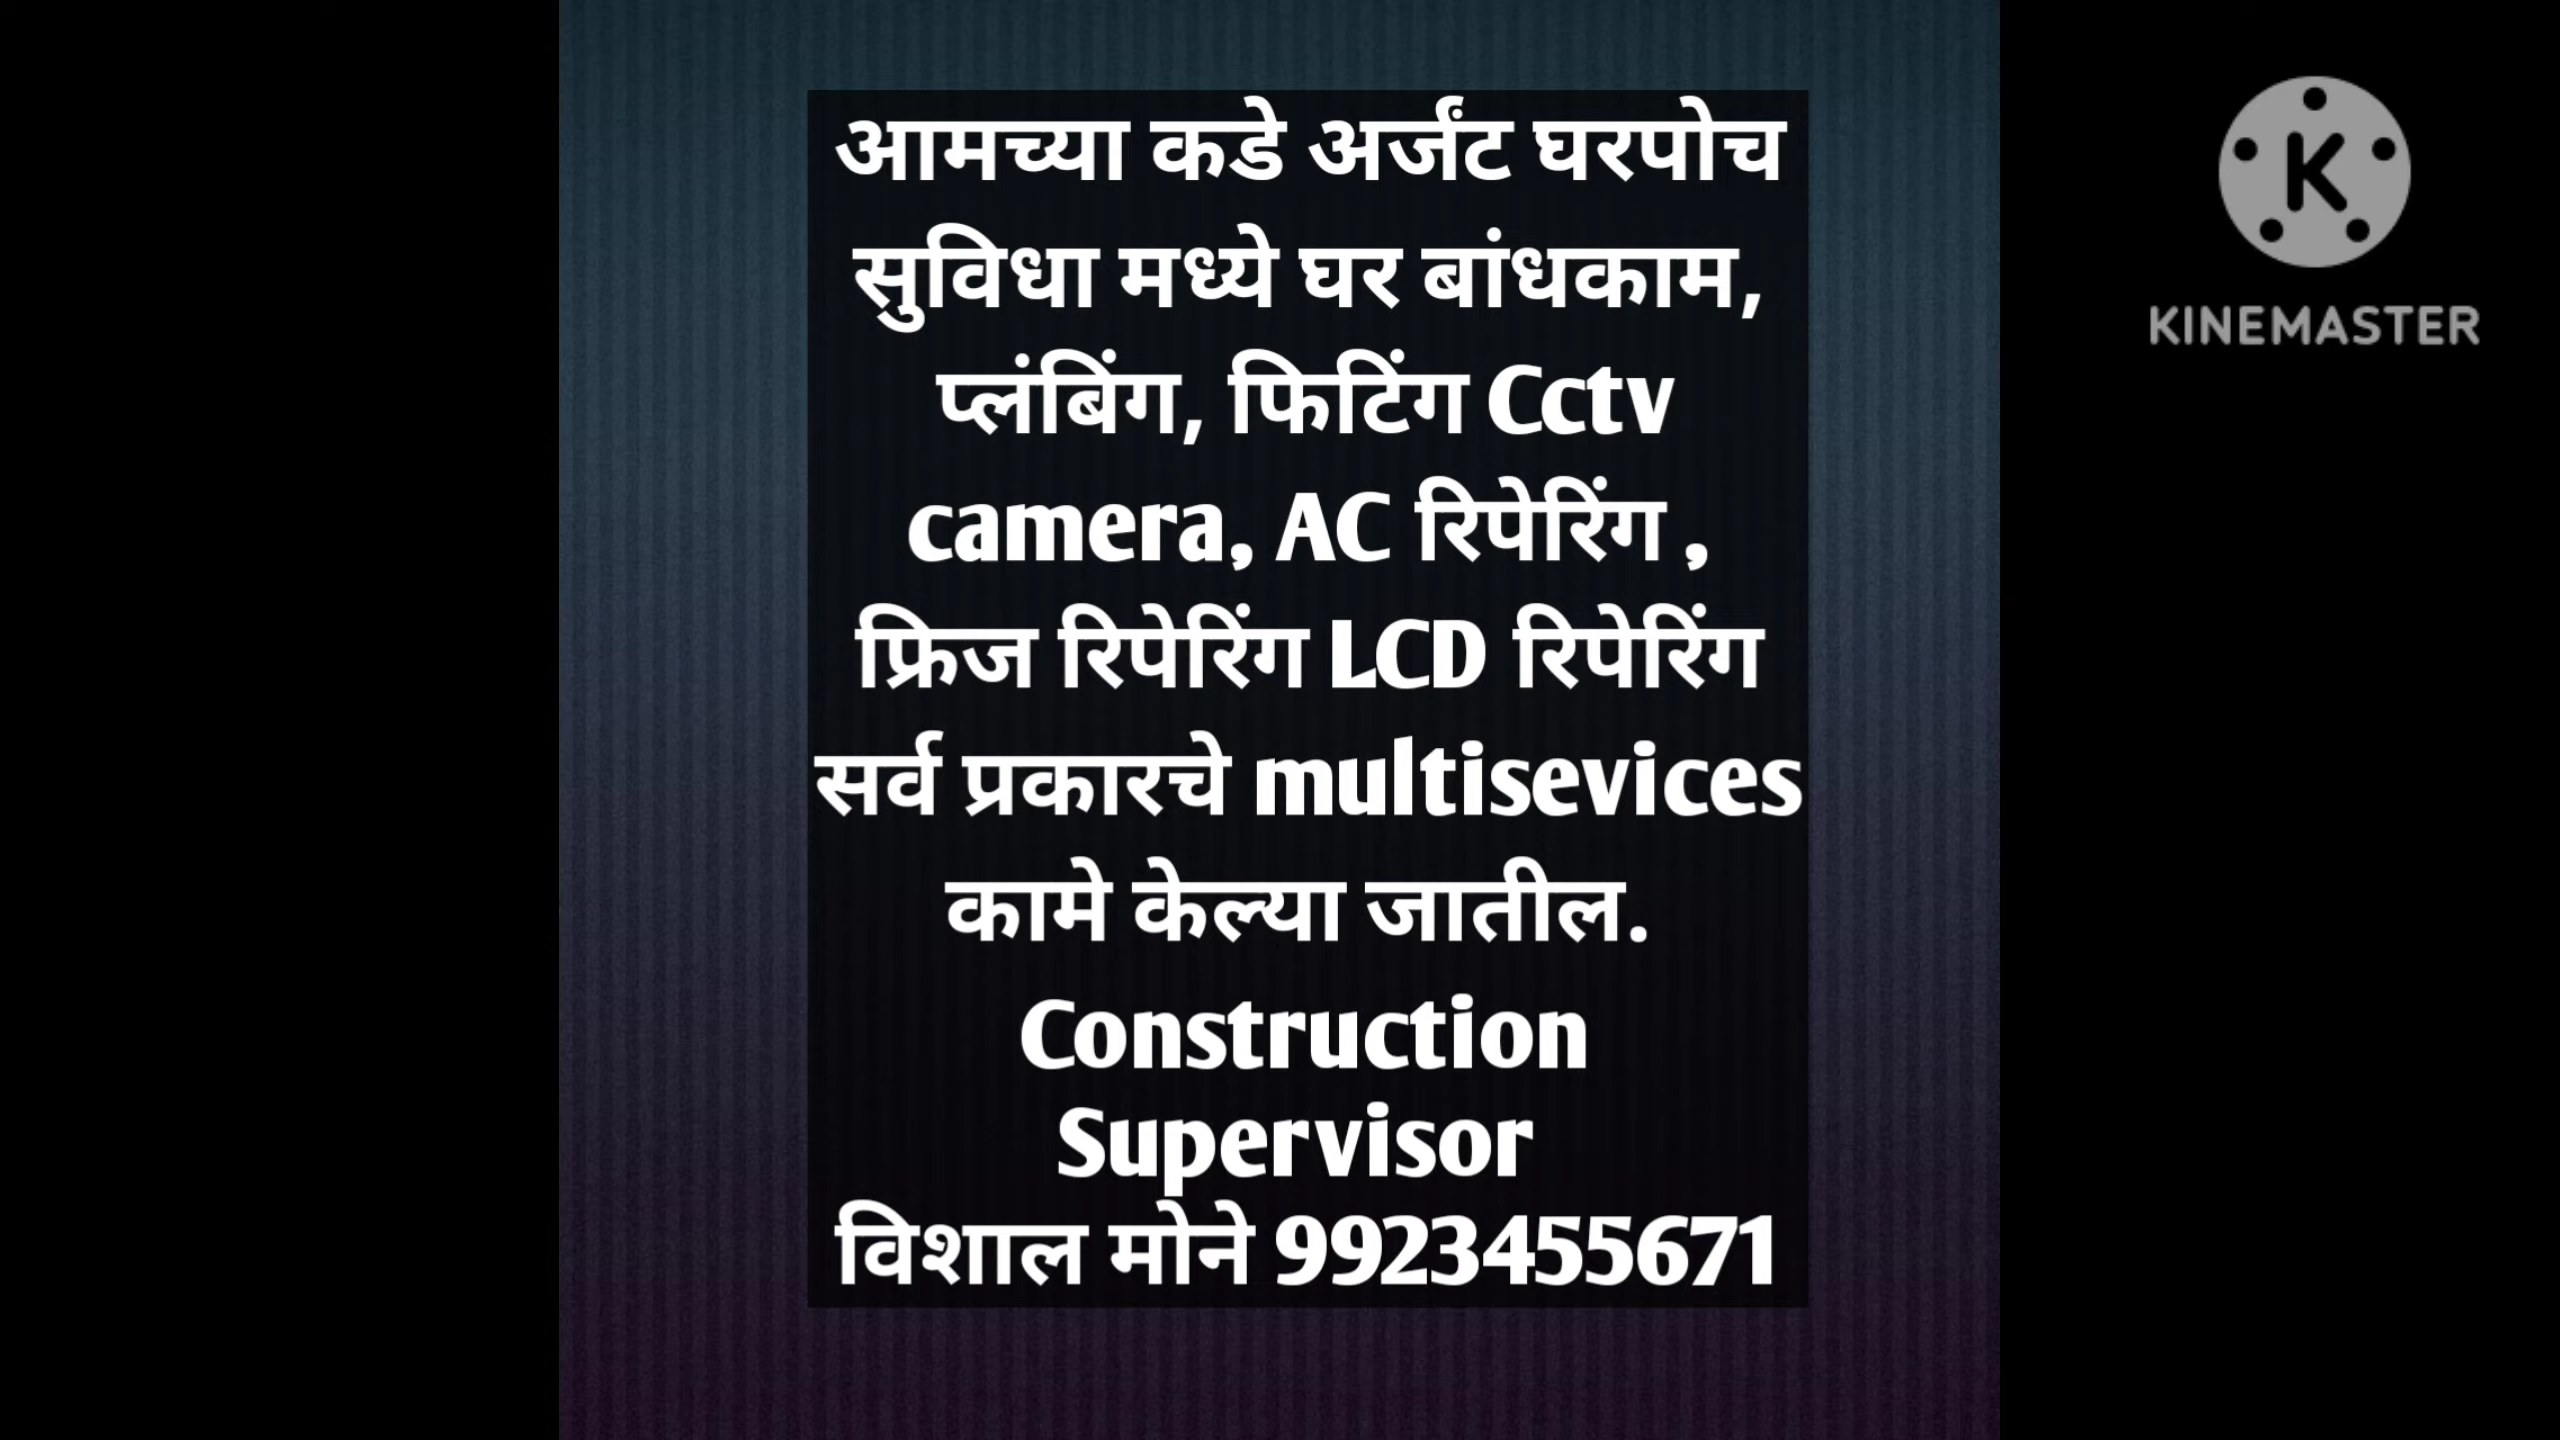 आमच्या कडे अर्जंट घरपोच
सुविधा मध्ये घर बांधकाम,
प्लंबिंग, फिटिंग Cctv
camera, AC रिपेरिंग ,
फ्रिज रिपेरिंग LCD रिपेरिंग
सर्व प्रकारचे multisevices
कामे केल्या जातील.
Construction
Supervisor
विशाल मोने 9923455671
K
KINEMASTER